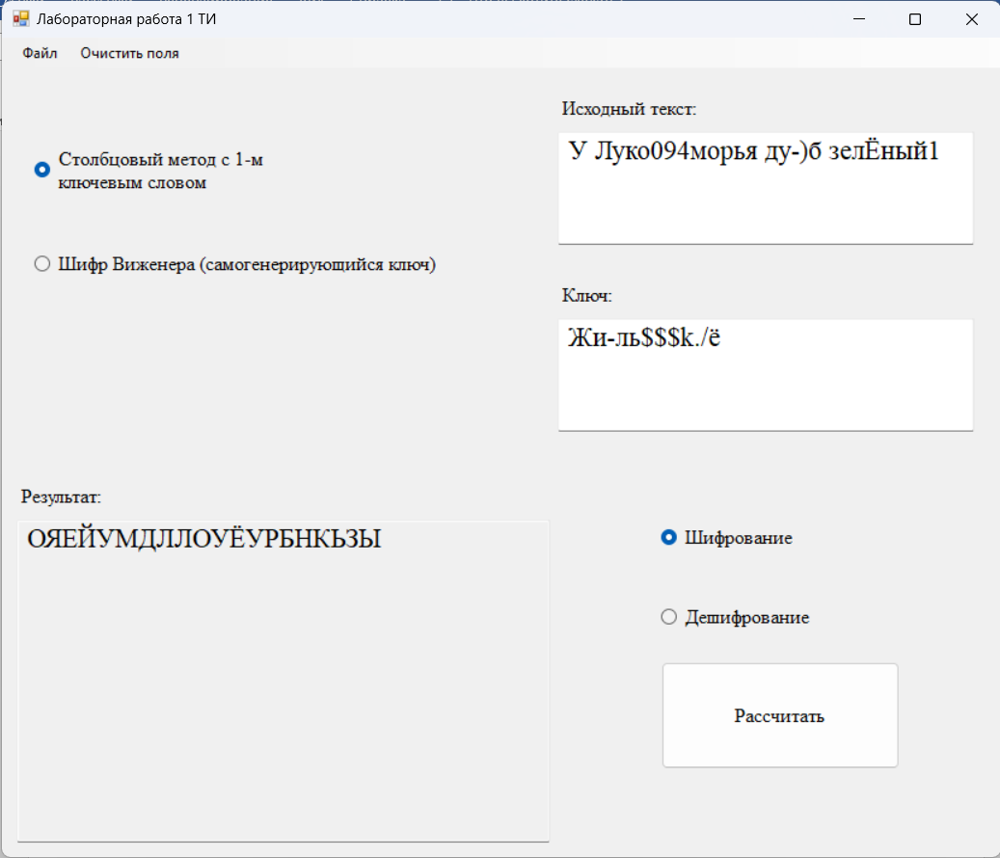 Лабораторная работа 1 ТИ
Файл Очистить поля
Исходный текст:
У Луко094морья ду-)б зелЁный1
Столбцовый метод с 1-м
ключевым словом
Шифр Виженера (самогенерирующийся ключ)
Ключ:
Жи-ль$$$k./ё
Результат:
ОЯЕЙУМДЛЛОУЁУРБНКЬЗЫ
Шифрование
Дешифрование
Рассчитать